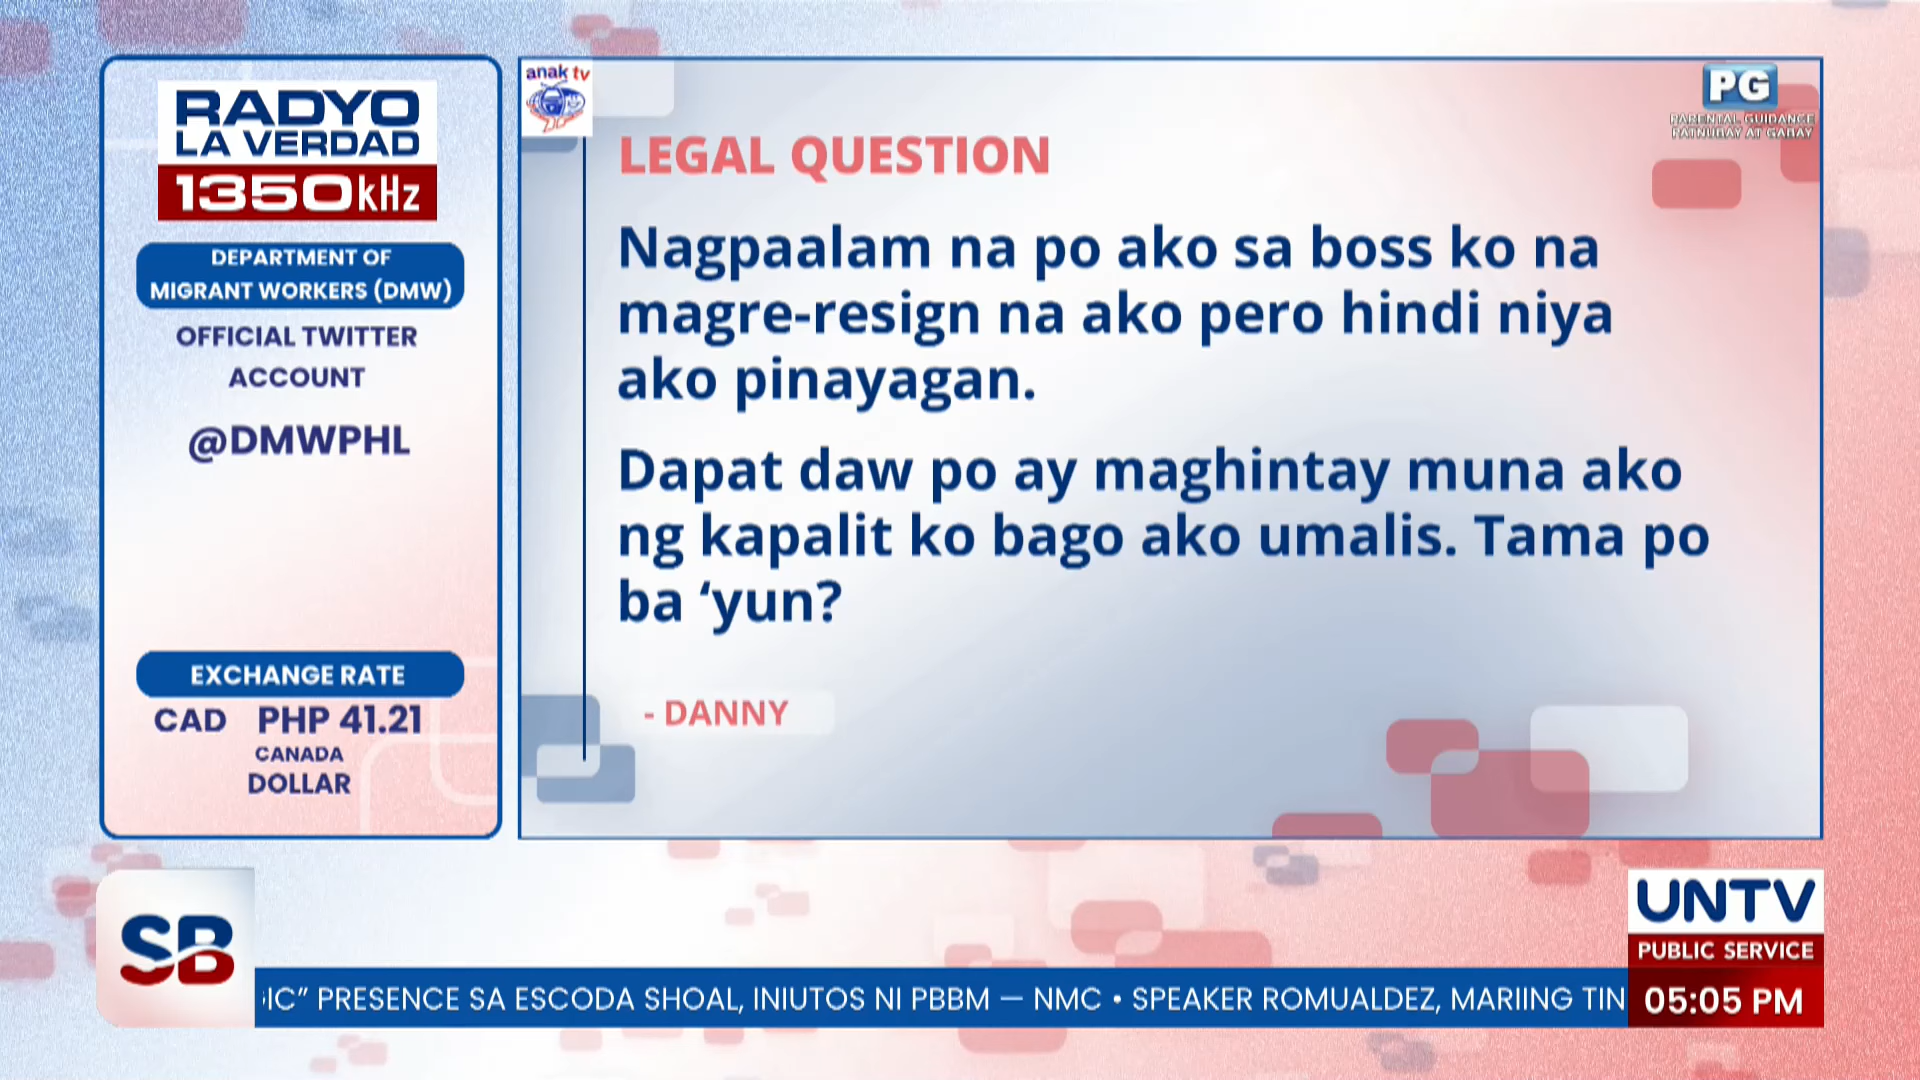 RADYO
LA VERDAD
1350kHz
DEPARTMENT OF
MIGRANT WORKERS (DMW)
OFFICIAL TWITTER
ACCOUNT
@DMWPHL
EXCHANGE RATE
CAD PHP 41.21
CANADA
DOLLAR
anak tv
PG
PARENTAL GUIDANCE
PATNUBAY AT GABAY
LEGAL QUESTION
Nagpaalam na po ako sa boss ko na
magre-resign na ako pero hindi niya
ako pinayagan.
Dapat daw po ay maghintay muna ako
ng kapalit ko bago ako umalis. Tama po
ba ‘yun?
- DANNY
SB
IC” PRESENCE SA ESCODA SHOAL, INIUTOS NI PBBM — NMC • SPEAKER ROMUALDEZ, MARIING TIN
UNTV
PUBLIC SERVICE
05:05 PM